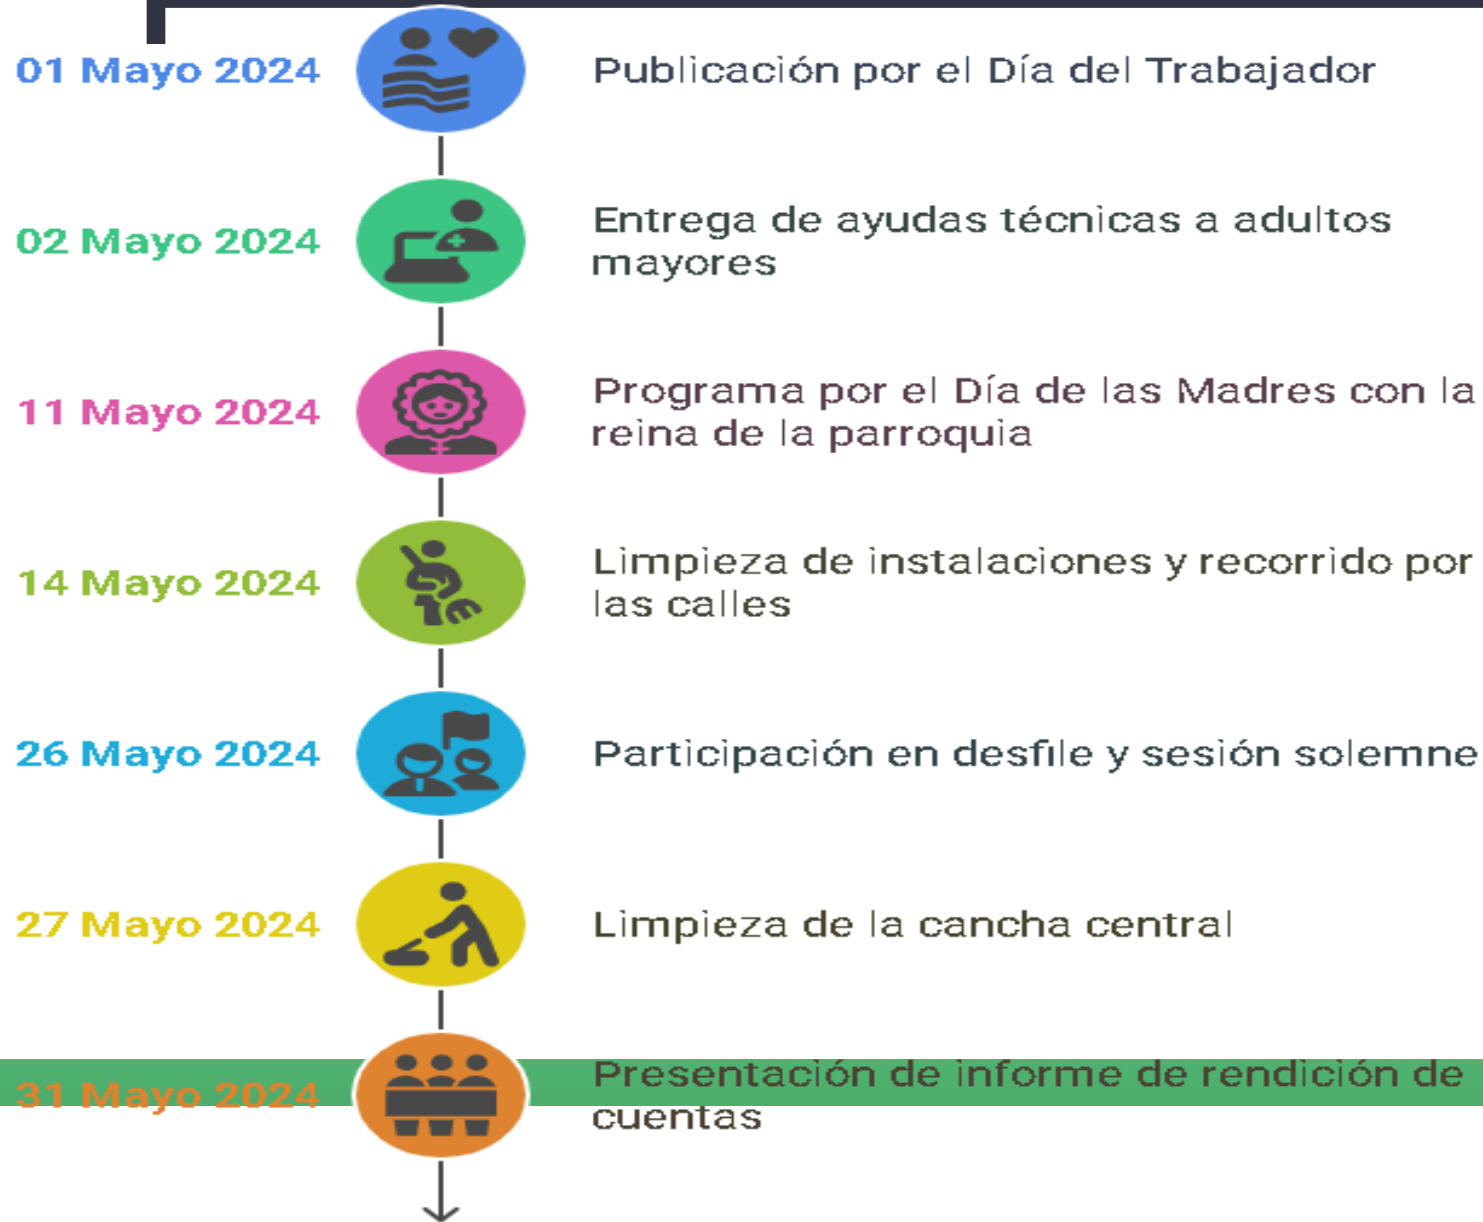 01 Mayo 2024
Publicación por el Día del Trabajador
02 Mayo 2024
Entrega de ayudas técnicas a adultos
mayores
11 Mayo 2024
Programa por el Día de las Madres con la
reina de la parroquia
14 Mayo 2024
Limpieza de instalaciones y recorrido por
las calles
26 Mayo 2024
Participación en desfile y sesión solemne
27 Mayo 2024
Limpieza de la cancha central
31 Mayo 2024
Presentación de informe de rendición de
cuentas